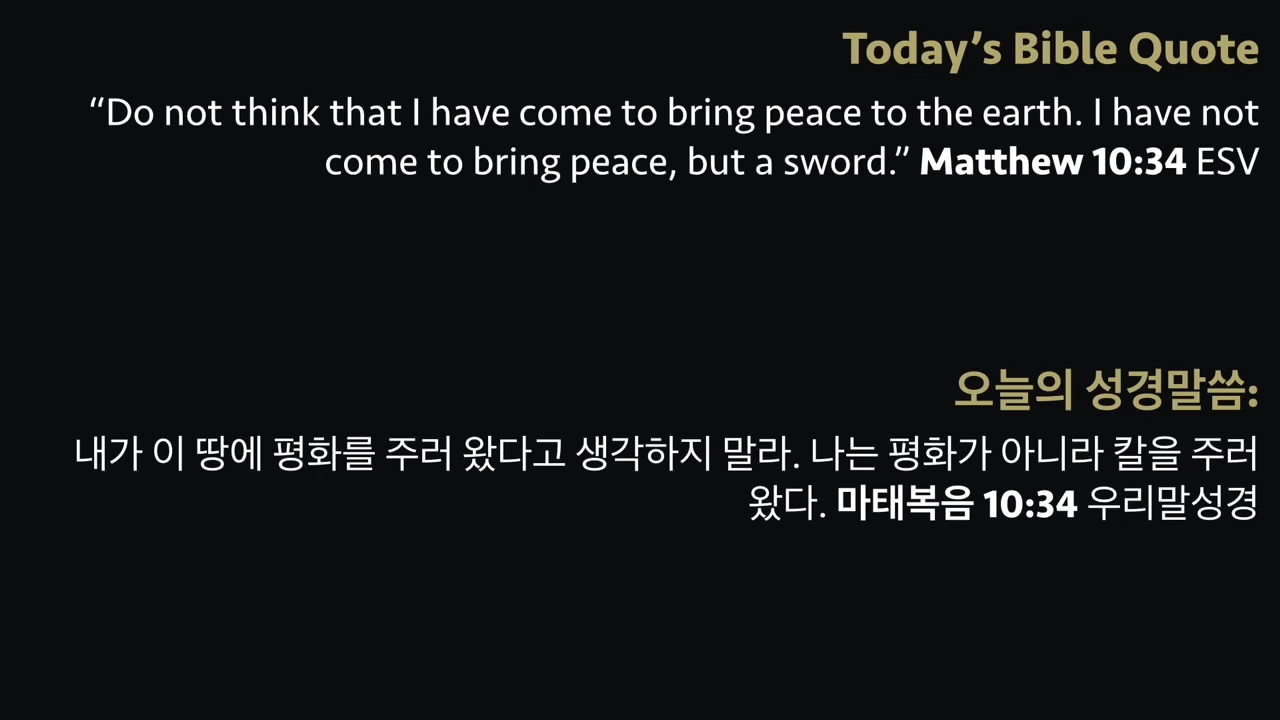 Today’s Bible Quote
“Do not think that I have come to bring peace to the earth. I have not
come to bring peace, but a sword.” Matthew 10:34 ESV
오늘의 성경말씀:
내가 이 땅에 평화를 주러 왔다고 생각하지 말라. 나는 평화가 아니라 칼을 주러
왔다. 마태복음 10:34 우리말성경